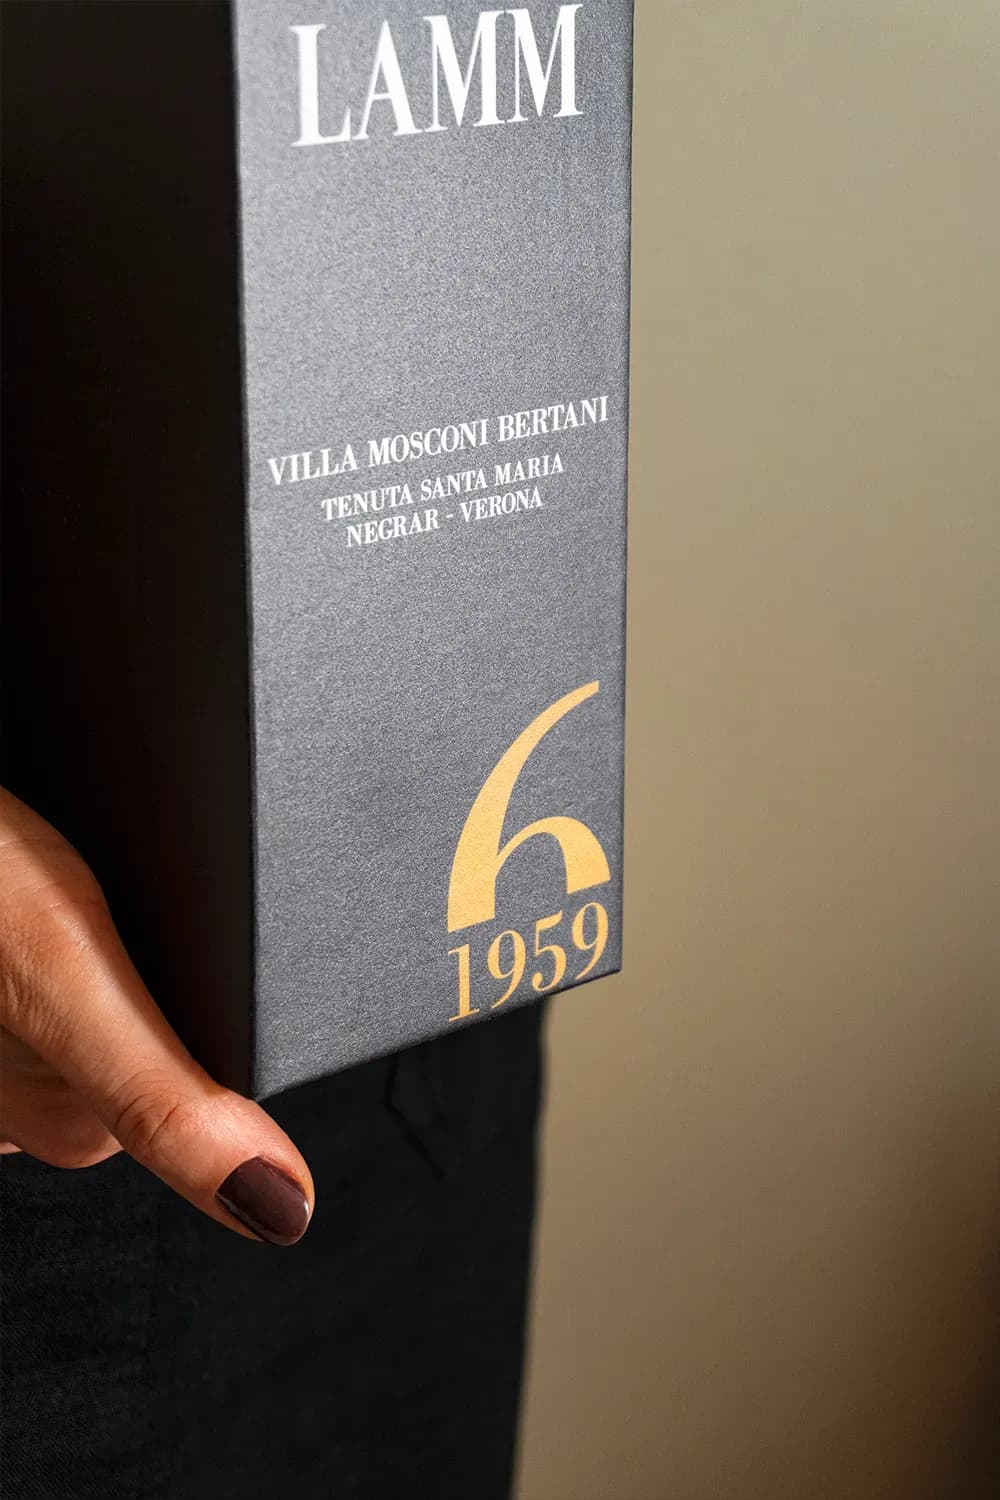 LAMM
VILLA MOSCONI BERTANI
TENUTA SANTA MARIA
NEGRAR - VERONA
6
1959